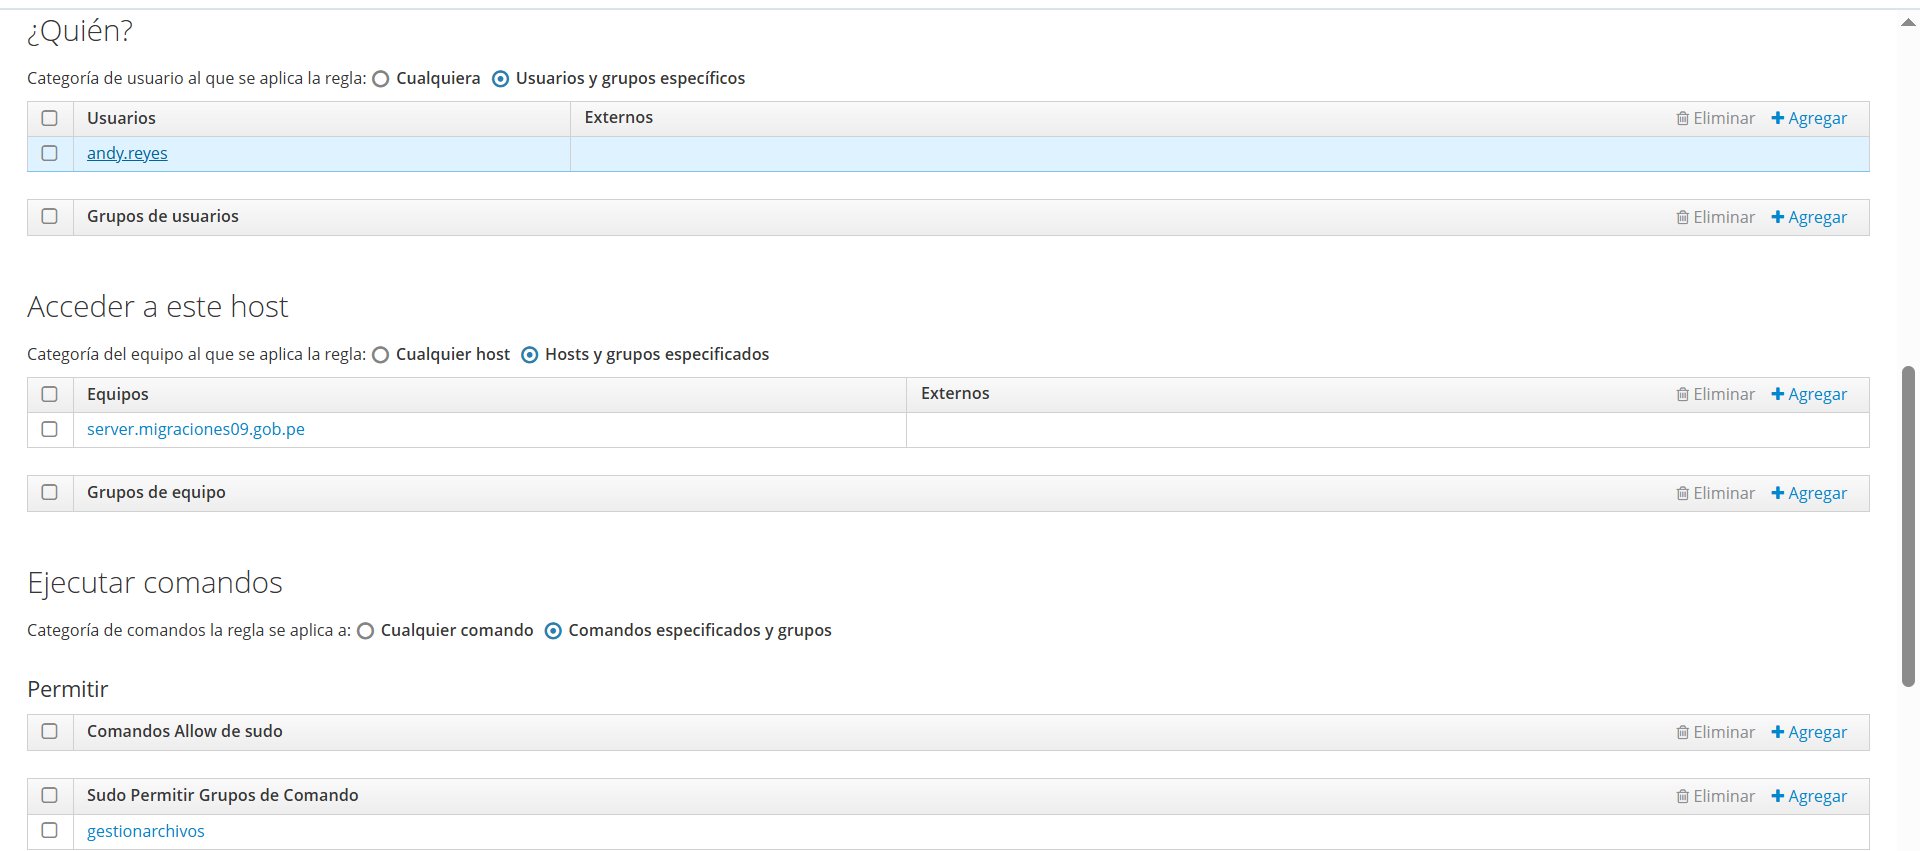 ¿Quién?
Categoría de usuario al que se aplica la regla: Cualquiera Usuarios y grupos específicos
Usuarios Externos Eliminar Agregar
andy.reyes
Grupos de usuarios Eliminar Agregar
Acceder a este host
Categoría del equipo al que se aplica la regla: Cualquier host Hosts y grupos especificados
Equipos Externos Eliminar Agregar
server.migraciones09.gob.pe
Grupos de equipo Eliminar Agregar
Ejecutar comandos
Categoría de comandos la regla se aplica a: Cualquier comando Comandos especificados y grupos
Permitir
Comandos Allow de sudo Eliminar Agregar
Sudo Permitir Grupos de Comando Eliminar Agregar
gestionarchivos